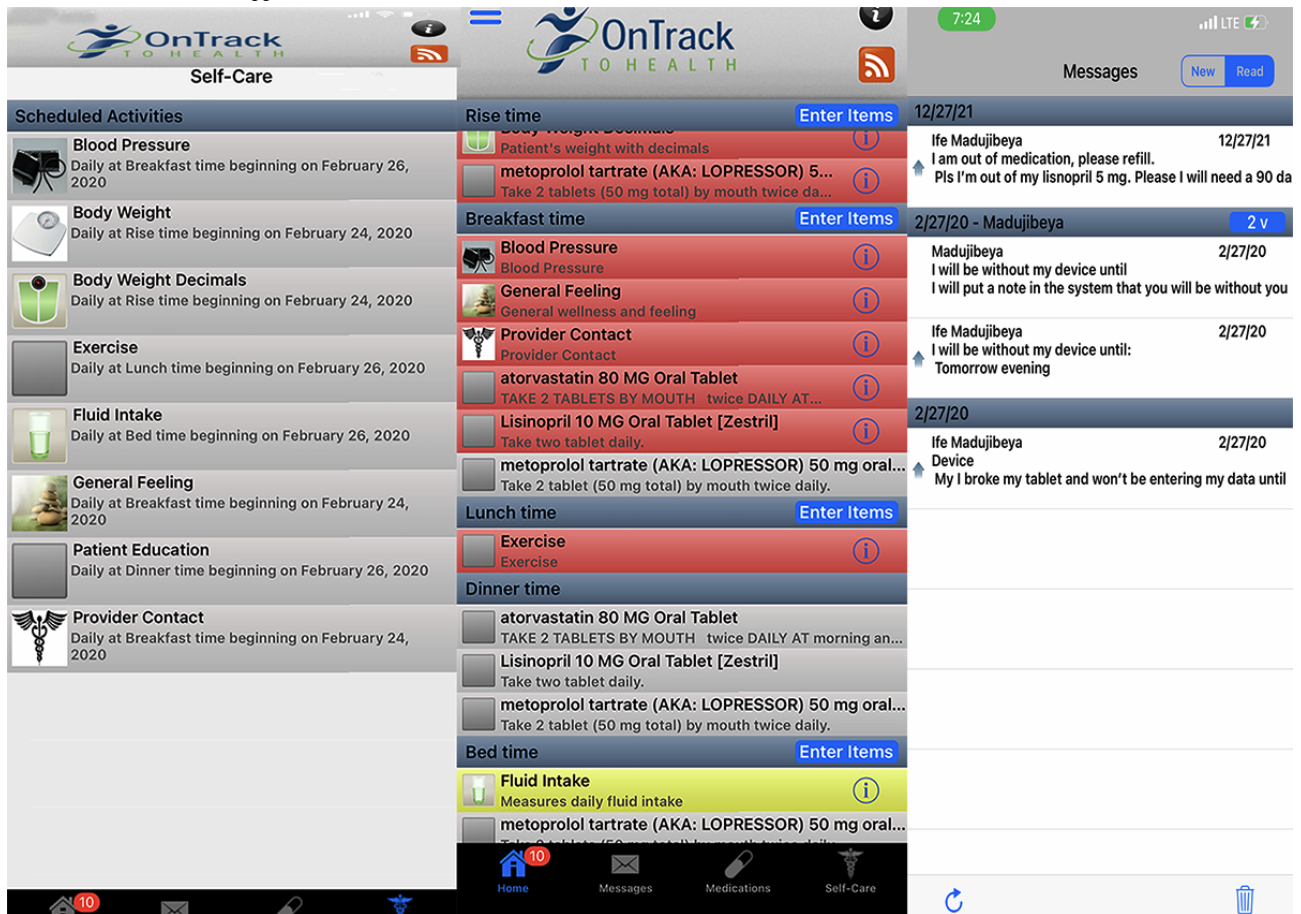 OnTrack
TO HEALTH
Self-Care
Scheduled Activities
Blood Pressure
Daily at Breakfast time beginning on February 26,
2020
Body Weight
Daily at Rise time beginning on February 24, 2020
Body Weight Decimals
Daily at Rise time beginning on February 24, 2020
Exercise
Daily at Lunch time beginning on February 26, 2020
Fluid Intake
Daily at Bed time beginning on February 26, 2020
General Feeling
Daily at Breakfast time beginning on February 24,
2020
Patient Education
Daily at Dinner time beginning on February 26, 2020
Provider Contact
Daily at Breakfast time beginning on February 24,
2020
10
OnTrack
TO HEALTH
Rise time Enter Items
Body Weight Decimals
Patient's weight with decimals
metoprolol tartrate (AKA: LOPRESSOR) 5...
Take 2 tablets (50 mg total) by mouth twice da...
Breakfast time Enter Items
Blood Pressure
Blood Pressure
General Feeling
General wellness and feeling
Provider Contact
Provider Contact
atorvastatin 80 MG Oral Tablet
TAKE 2 TABLETS BY MOUTH twice DAILY AT...
Lisinopril 10 MG Oral Tablet [Zestril]
Take two tablet daily.
metoprolol tartrate (AKA: LOPRESSOR) 50 mg oral...
Take 2 tablet (50 mg total) by mouth twice daily.
Lunch time Enter Items
Exercise
Exercise
Dinner time
atorvastatin 80 MG Oral Tablet
TAKE 2 TABLETS BY MOUTH twice DAILY AT morning an...
Lisinopril 10 MG Oral Tablet [Zestril]
Take two tablet daily.
metoprolol tartrate (AKA: LOPRESSOR) 50 mg oral...
Take 2 tablet (50 mg total) by mouth twice daily.
Bed time Enter Items
Fluid Intake
Measures daily fluid intake
metoprolol tartrate (AKA: LOPRESSOR) 50 mg oral...
10
Home Messages Medications Self-Care
7:24 LTE
Messages New Read
12/27/21
Ife Madujibeya 12/27/21
I am out of medication, please refill.
Pls I'm out of my lisnopril 5 mg. Please I will need a 90 da
2/27/20 - Madujibeya 2 v
Madujibeya 2/27/20
I will be without my device until
I will put a note in the system that you will be without you
Ife Madujibeya 2/27/20
I will be without my device until:
Tomorrow evening
2/27/20
Ife Madujibeya 2/27/20
Device
My I broke my tablet and won't be entering my data until